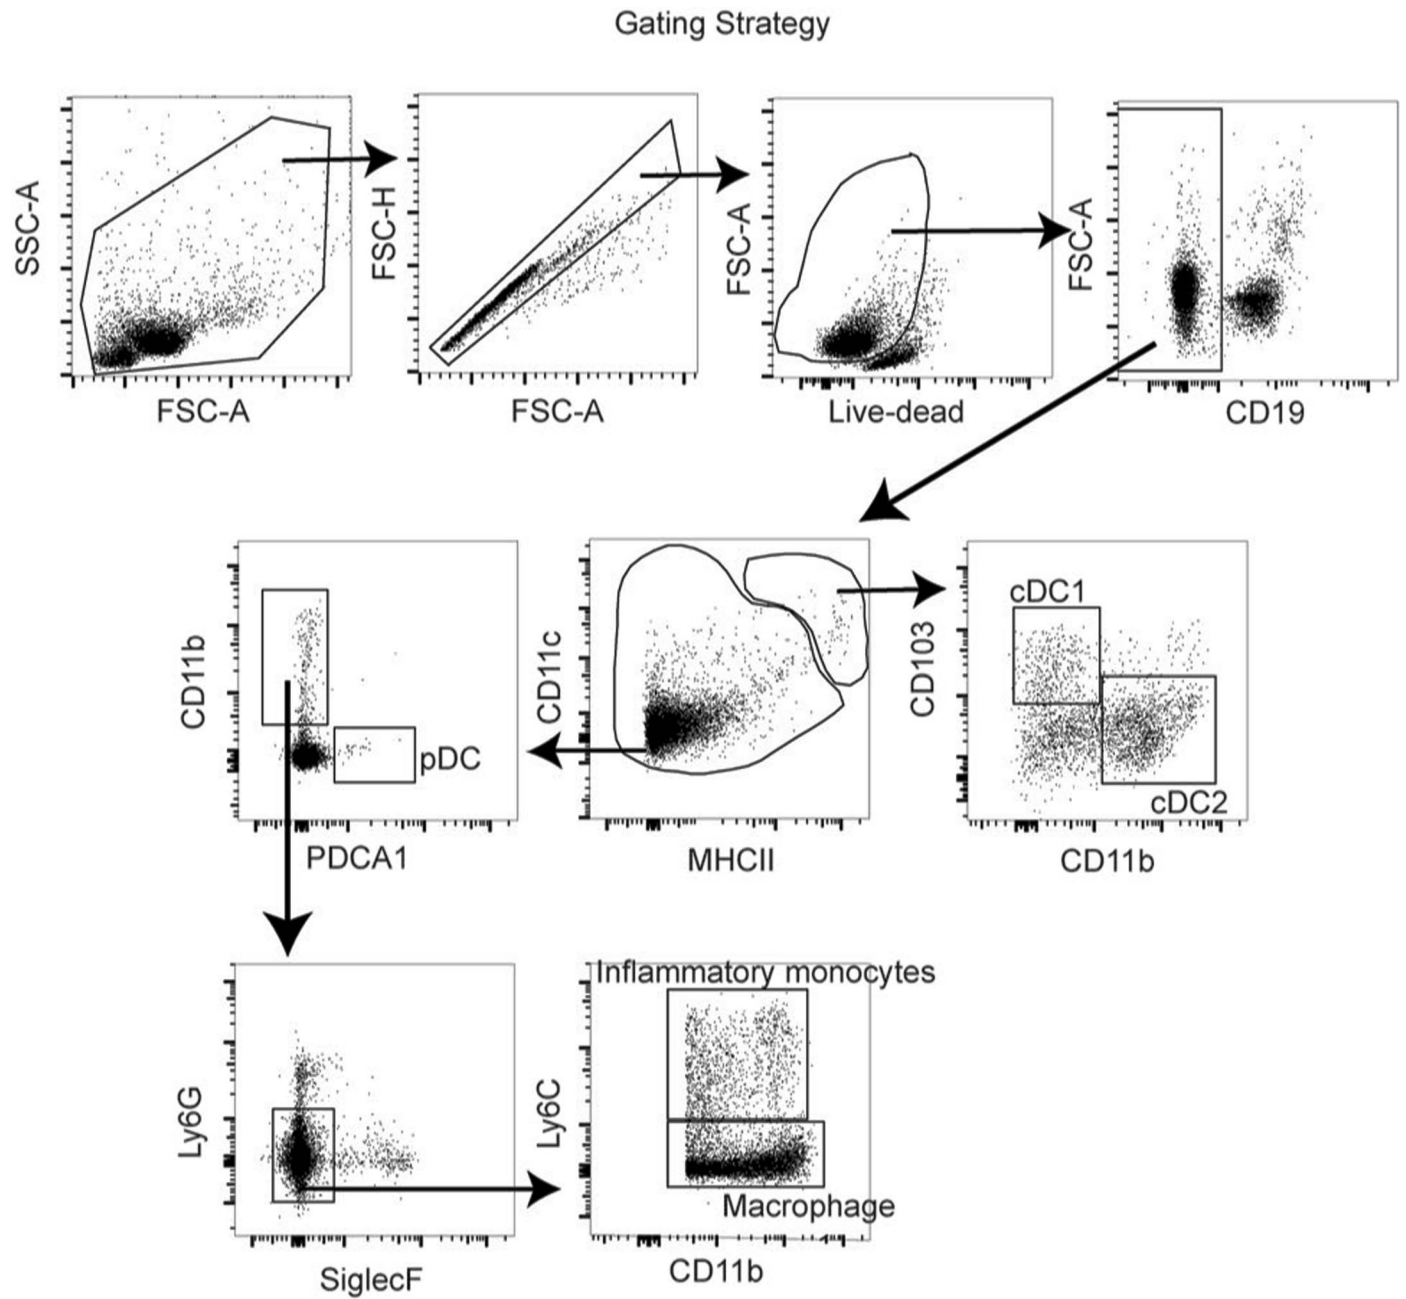 Gating Strategy
SSC-A
FSC-A
FSC-H
FSC-A
FSC-A
Live-dead
FSC-A
CD19
CD11b
pDC
PDCA1
CD11c
MHCII
CD103
cDC1
cDC2
CD11b
Ly6G
SiglecF
Ly6C
Inflammatory monocytes
Macrophage
CD11b